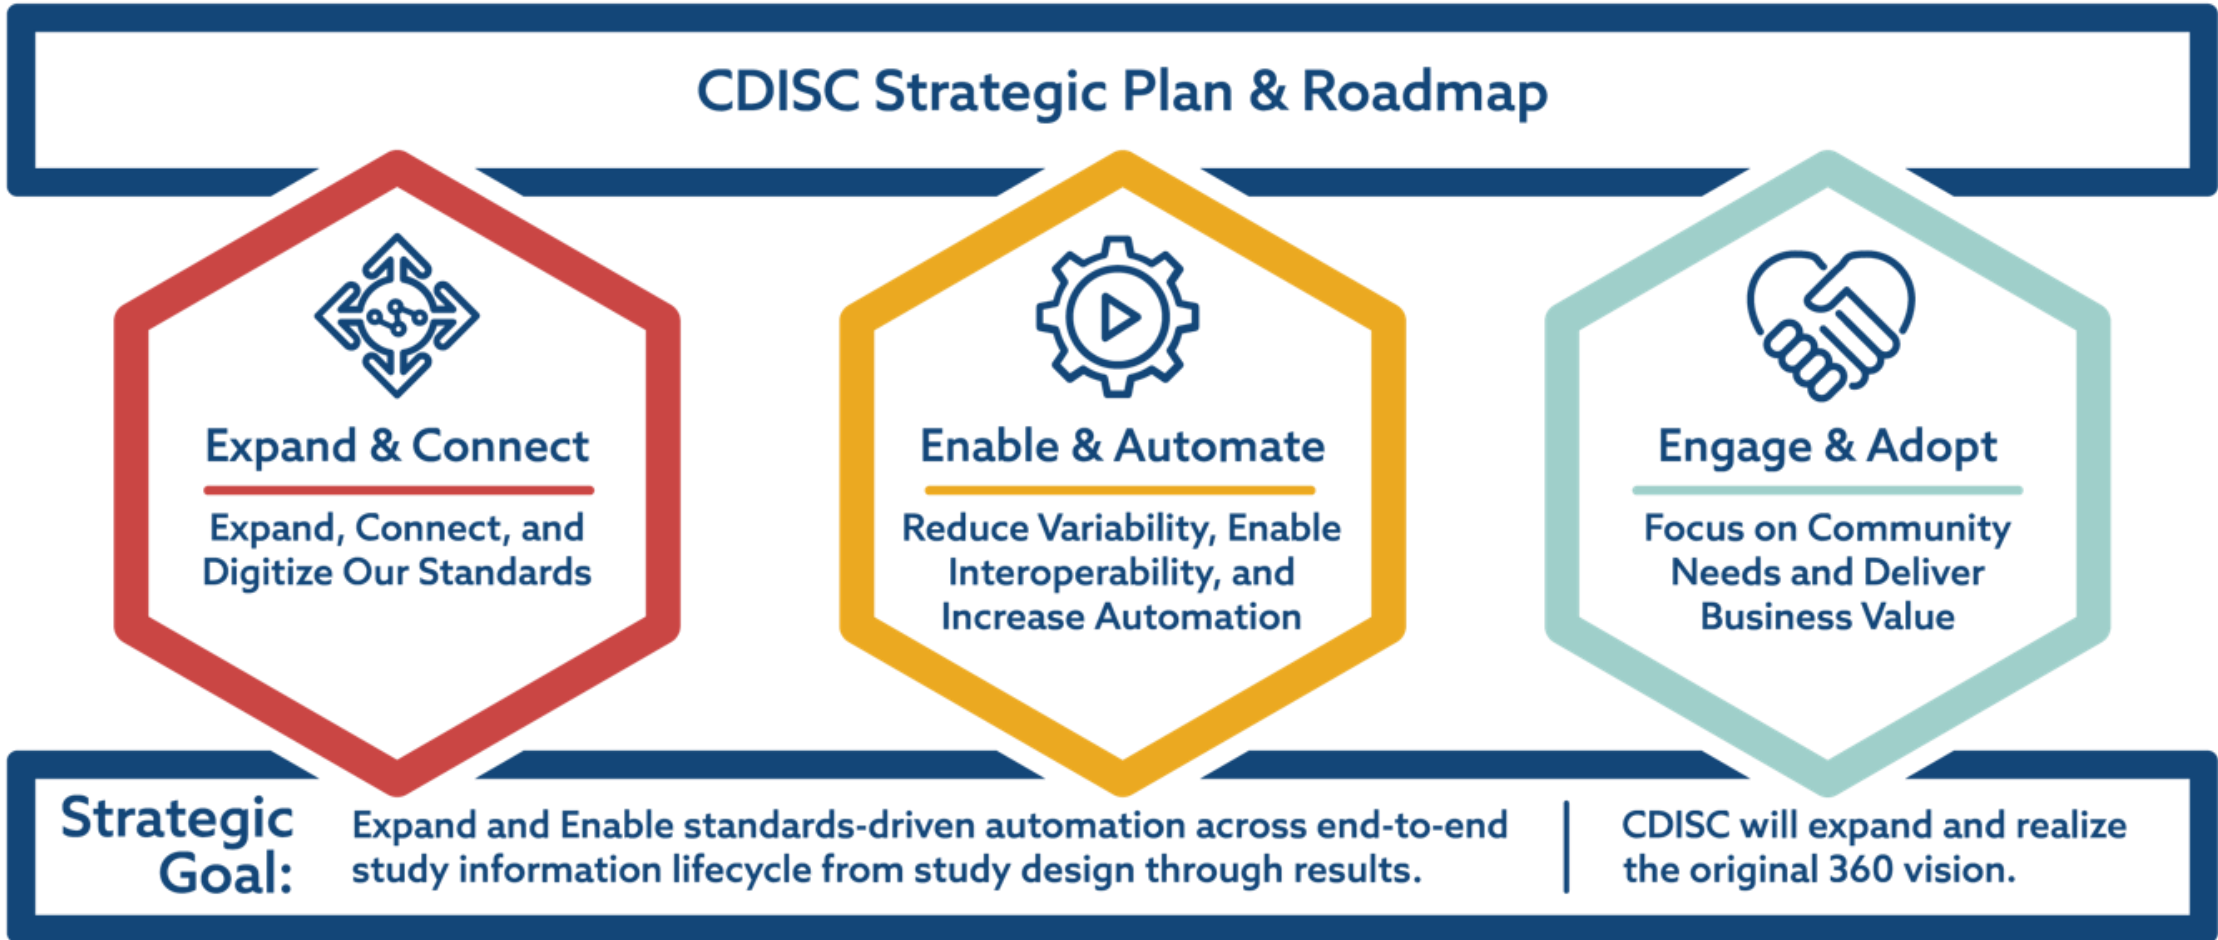 CDISC Strategic Plan & Roadmap
Expand & Connect
Expand, Connect, and
Digitize Our Standards
Enable & Automate
Reduce Variability, Enable
Interoperability, and
Increase Automation
Engage & Adopt
Focus on Community
Needs and Deliver
Business Value
Strategic
Goal:
Expand and Enable standards-driven automation across end-to-end
study information lifecycle from study design through results.
CDISC will expand and realize
the original 360 vision.